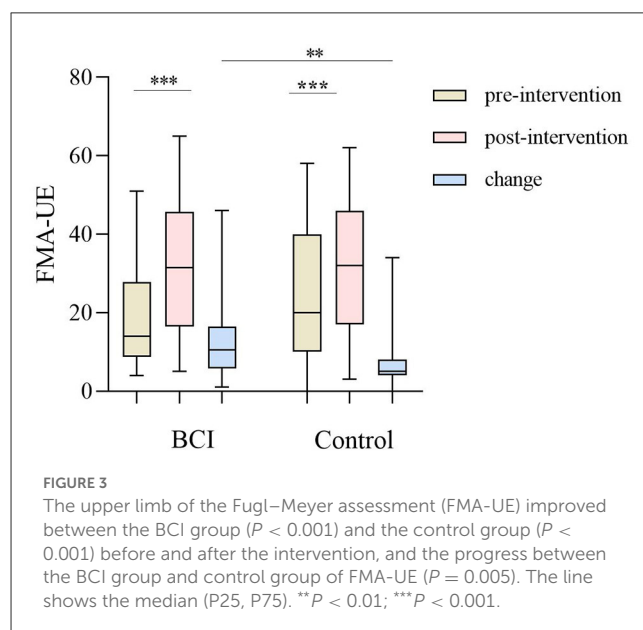 **
80
***
***
pre-intervention
60
post-intervention
change
40
FMA-UE
20
0
BCI
Control
FIGURE 3
The upper limb of the Fugl–Meyer assessment (FMA-UE) improved
between the BCI group (P < 0.001) and the control group (P <
0.001) before and after the intervention, and the progress between
the BCI group and control group of FMA-UE (P = 0.005). The line
shows the median (P25, P75). **P < 0.01; ***P < 0.001.